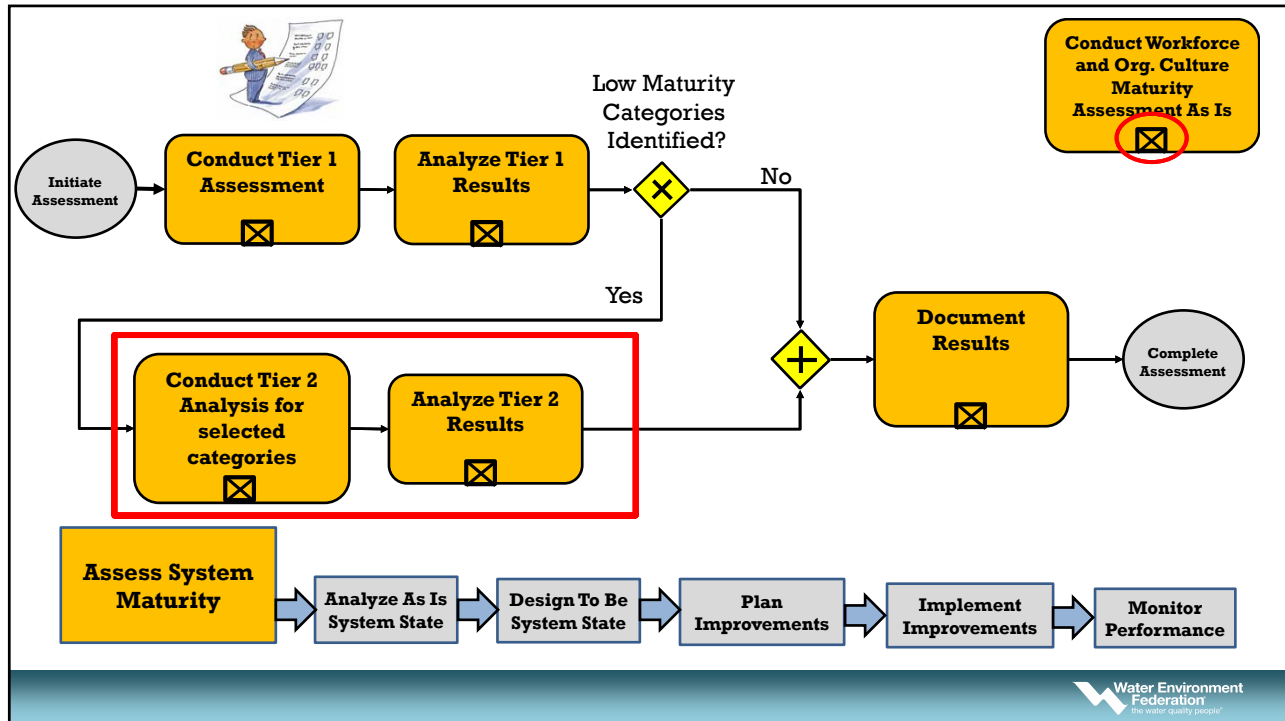 Conduct Workforce
and Org. Culture
Maturity
Assessment As Is
Low Maturity
Categories
Identified?
Initiate
Assessment
Conduct Tier 1
Assessment
Analyze Tier 1
Results
No
Yes
Conduct Tier 2
Analysis for
selected
categories
Analyze Tier 2
Results
Document
Results
Complete
Assessment
Assess System
Maturity
Analyze As Is
System State
Design To Be
System State
Plan
Improvements
Implement
Improvements
Monitor
Performance
Water Environment
Federation
the water quality people®